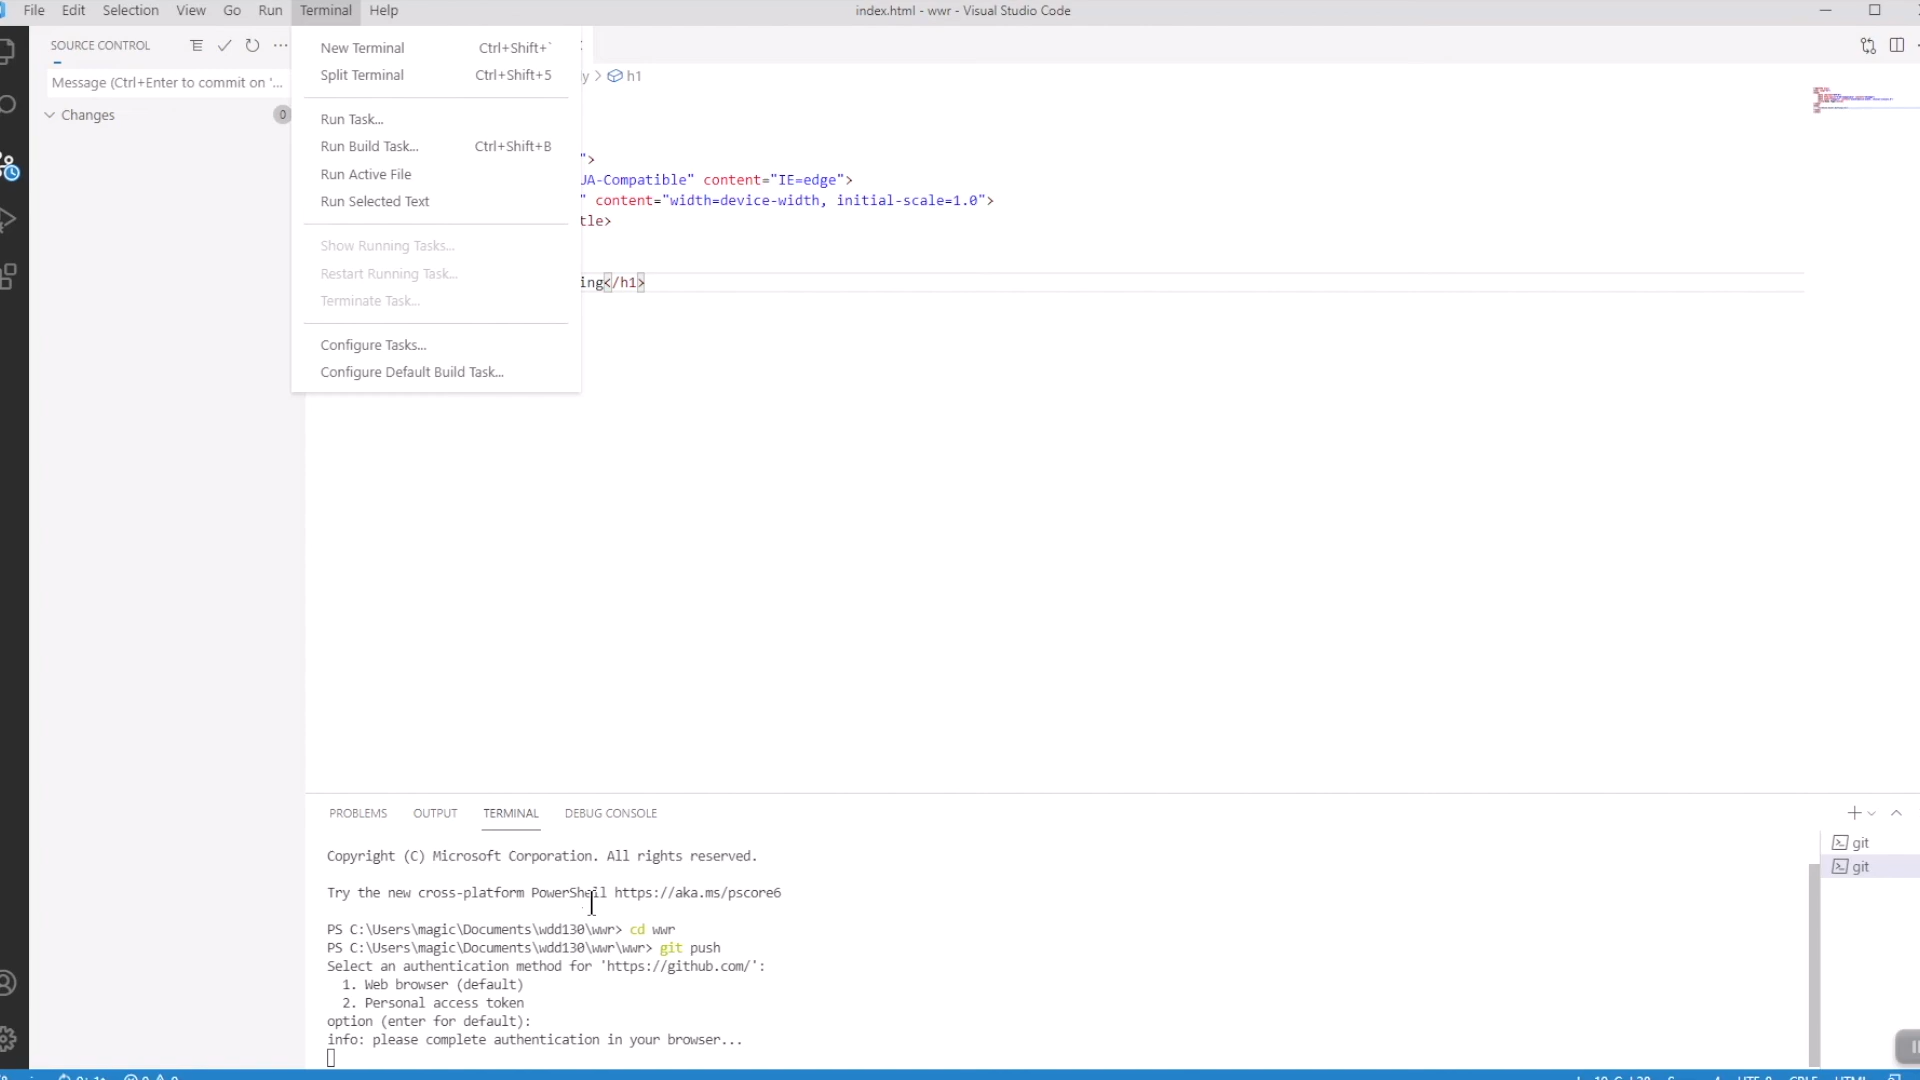 File Edit Selection View Go Run Terminal Help
index.html - wwr - Visual Studio Code
SOURCE CONTROL
Message (Ctrl+Enter to commit on '...
Changes 0
New Terminal Ctrl+Shift+`
Split Terminal Ctrl+Shift+5
Run Task...
Run Build Task... Ctrl+Shift+B
Run Active File
Run Selected Text
Show Running Tasks...
Restart Running Task...
Terminate Task...
Configure Tasks...
Configure Default Build Task...
y > h1
">
UA-Compatible" content="IE=edge">
" content="width=device-width, initial-scale=1.0">
tle>
ing</h1>
PROBLEMS OUTPUT TERMINAL DEBUG CONSOLE
Copyright (C) Microsoft Corporation. All rights reserved.
Try the new cross-platform PowerShell https://aka.ms/pscore6
PS C:\Users\magic\Documents\wdd130\wwr> cd wwr
PS C:\Users\magic\Documents\wdd130\wwr\wwr> git push
Select an authentication method for 'https://github.com/':
1. Web browser (default)
2. Personal access token
option (enter for default):
info: please complete authentication in your browser...
git
git